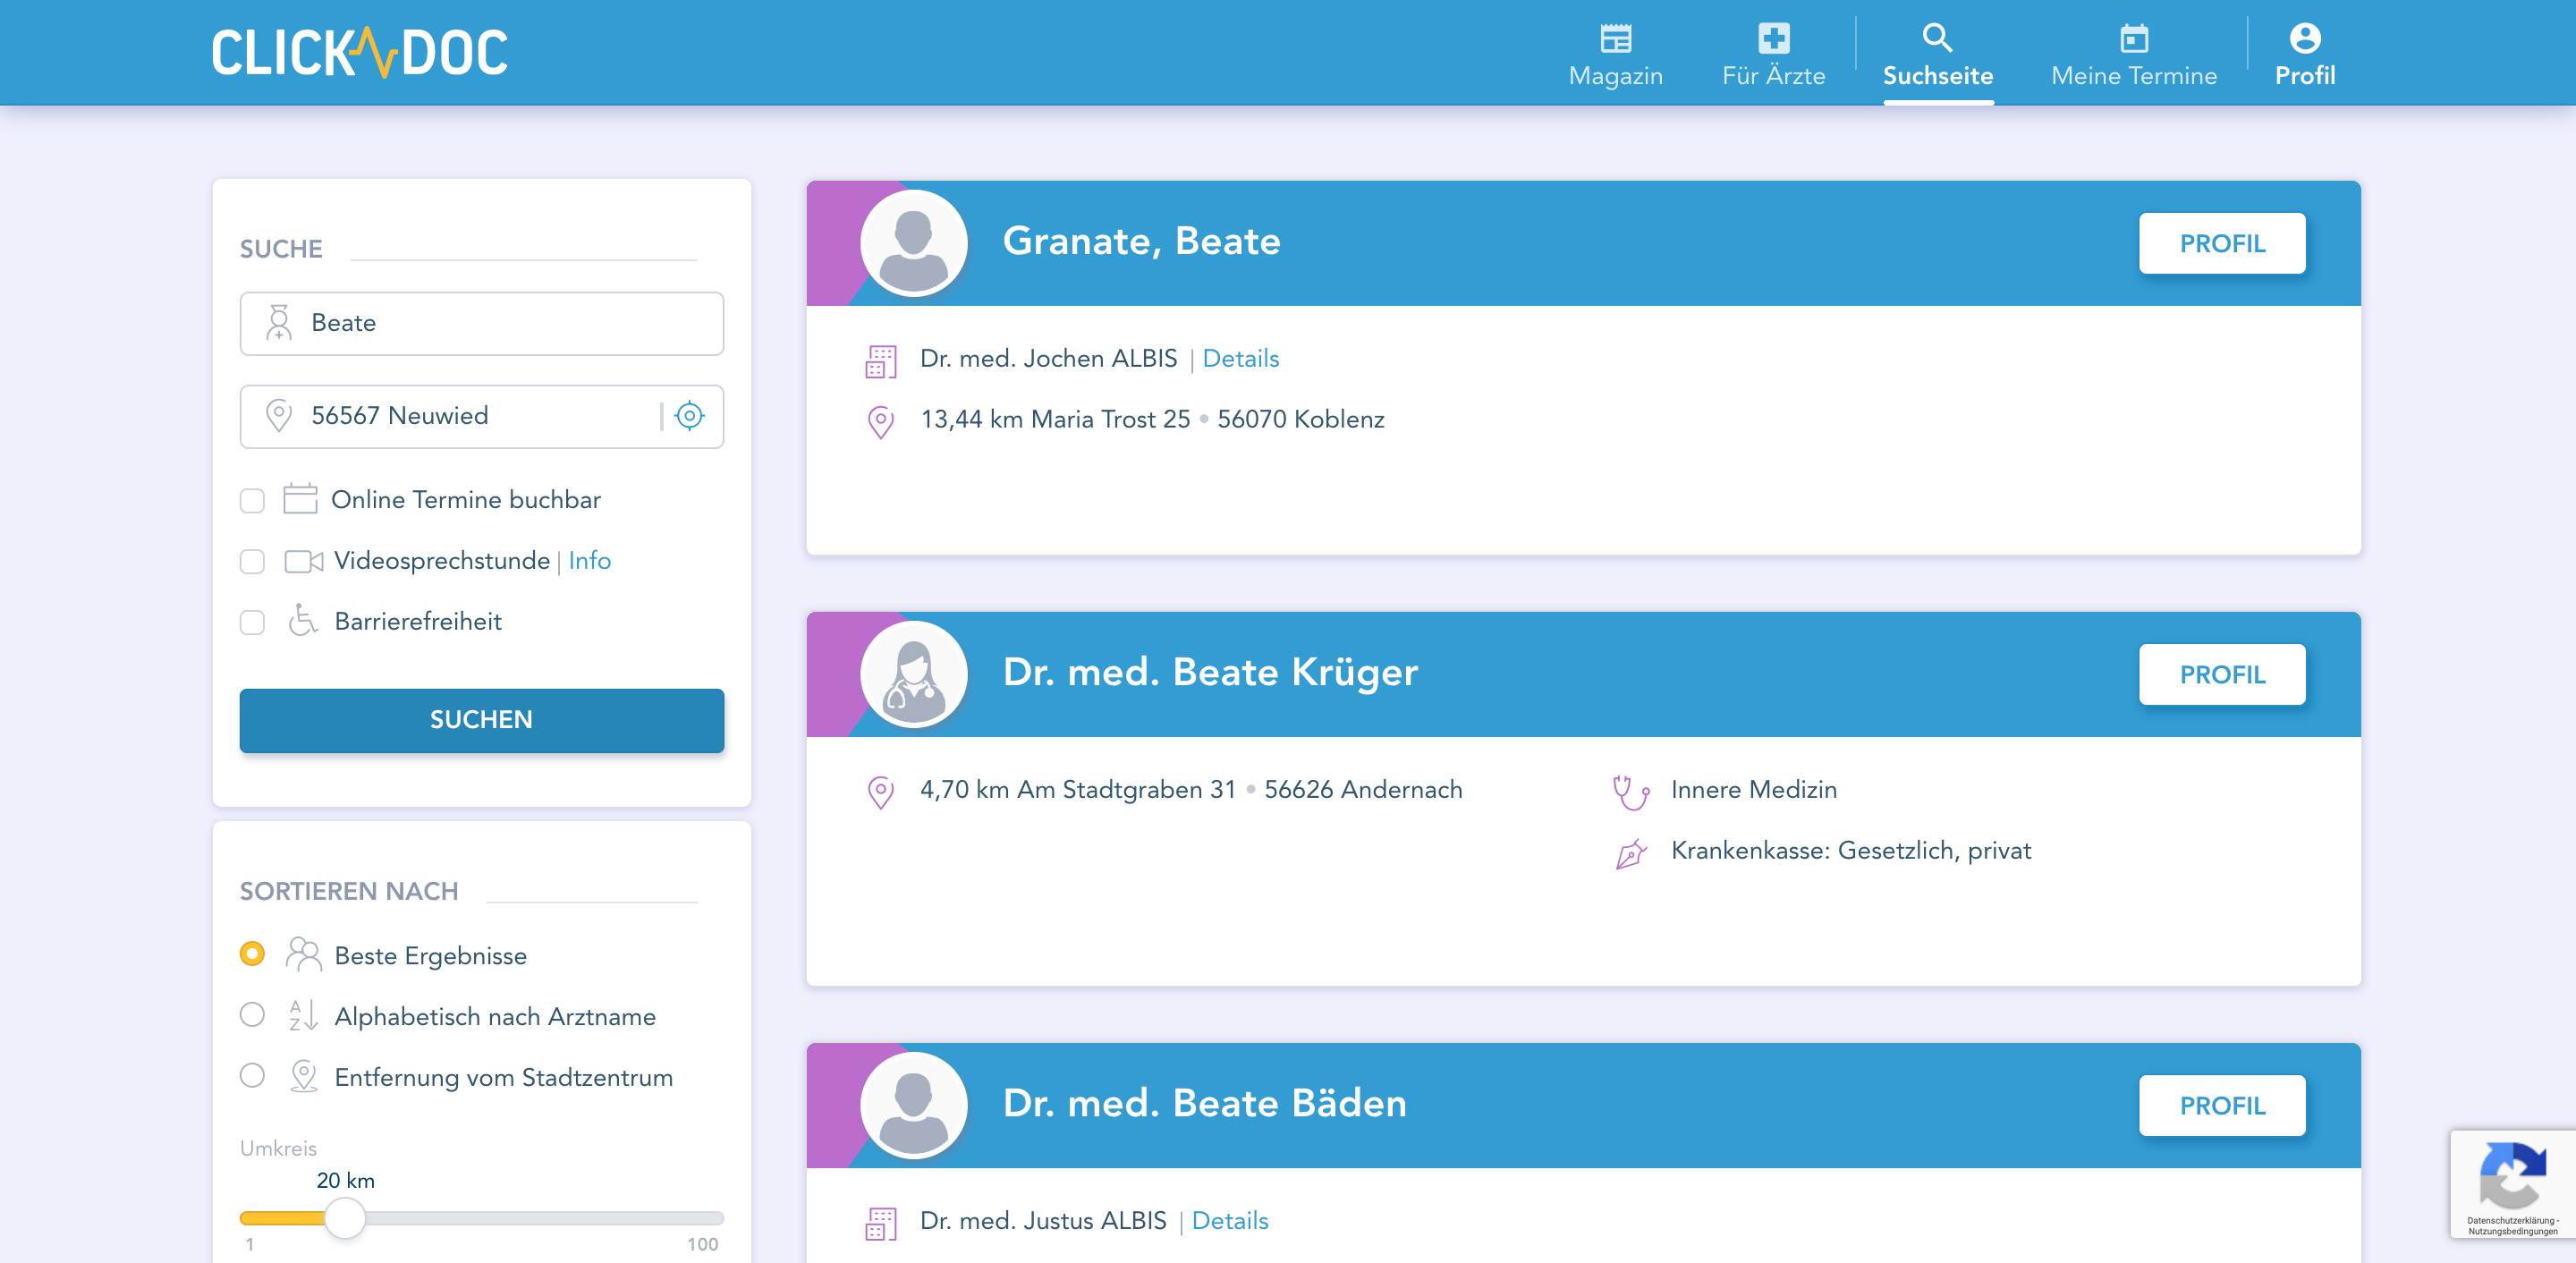 CLICKDOC
Magazin
Für Ärzte
Suchseite
Meine Termine
Profil
SUCHE
Beate
56567 Neuwied
Online Termine buchbar
Videosprechstunde | Info
Barrierefreiheit
SUCHEN
SORTIEREN NACH
Beste Ergebnisse
A
Z
Alphabetisch nach Arztname
Entfernung vom Stadtzentrum
Umkreis
20 km
1
100
Granate, Beate
PROFIL
Dr. med. Jochen ALBIS | Details
13,44 km Maria Trost 25 • 56070 Koblenz
Dr. med. Beate Krüger
PROFIL
4,70 km Am Stadtgraben 31 • 56626 Andernach
Innere Medizin
Krankenkasse: Gesetzlich, privat
Dr. med. Beate Bäden
PROFIL
Dr. med. Justus ALBIS | Details
Datenschutzerklärung -
Nutzungsbedingungen